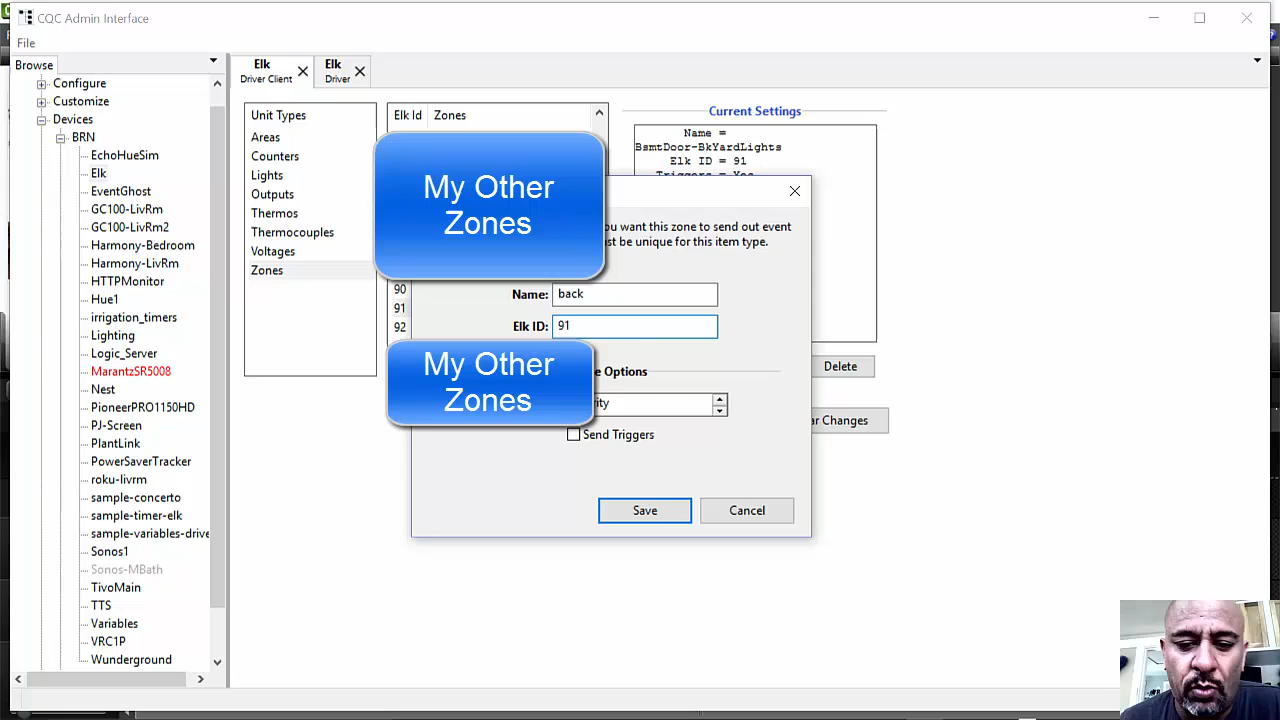 CQC Admin Interface
File
Browse
Configure
Customize
Devices
BRN
EchoHueSim
Elk
EventGhost
GC100-LivRm
GC100-LivRm2
Harmony-Bedroom
Harmony-LivRm
HTTPMonitor
Hue1
irrigation_timers
Lighting
Logic_Server
MarantzSR5008
Nest
PioneerPRO1150HD
PJ-Screen
PlantLink
PowerSaverTracker
roku-livrm
sample-concerto
sample-timer-elk
sample-variables-drive
Sonos1
Sonos-MBath
TivoMain
TTS
Variables
VRC1P
Wunderground
Elk
Driver Client
Elk
Driver
Unit Types
Areas
Counters
Lights
Outputs
Thermos
Thermocouples
Voltages
Zones
Elk Id Zones
My Other
Zones
90
91
92
My Other
Zones
Current Settings
Name =
BsmtDoor-BkYardLights
Elk ID = 91
Triggers = Yes
ou want this zone to send out event
st be unique for this item type.
Name: back
Elk ID: 91
e Options
rity
Send Triggers
Save Cancel
Delete
ar Changes